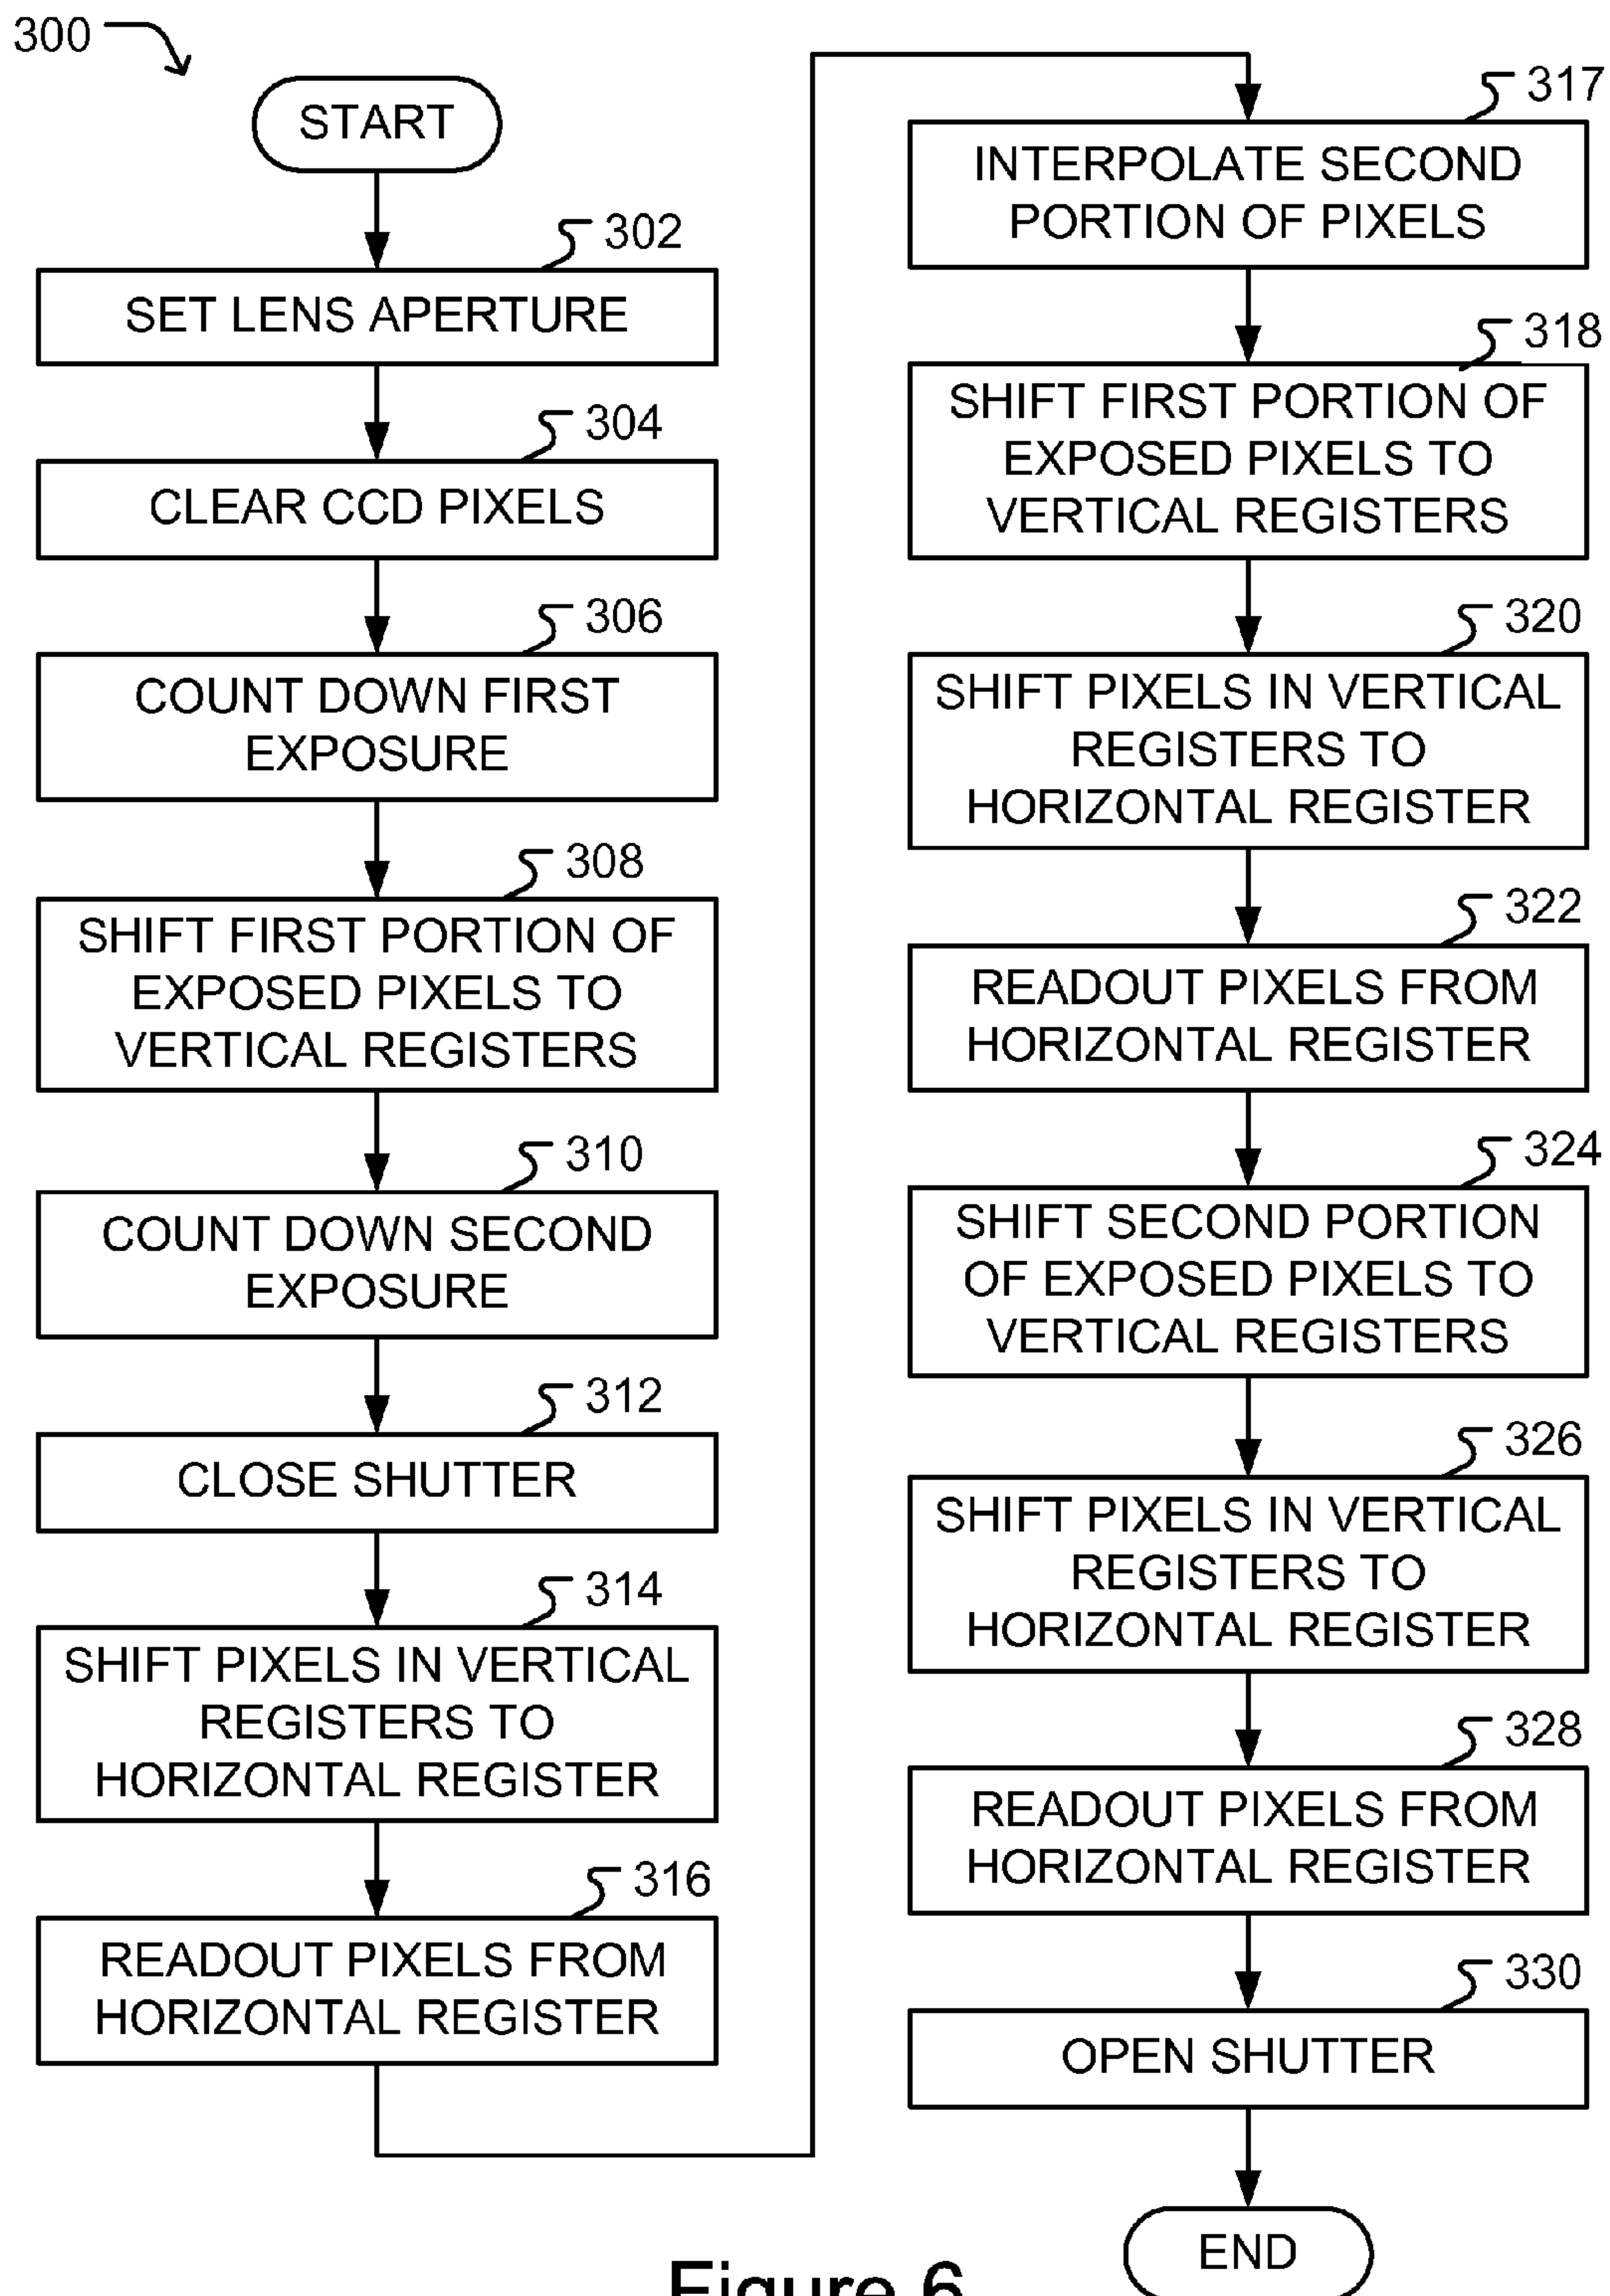 300
START
302
SET LENS APERTURE
304
CLEAR CCD PIXELS
306
COUNT DOWN FIRST
EXPOSURE
308
SHIFT FIRST PORTION OF
EXPOSED PIXELS TO
VERTICAL REGISTERS
310
COUNT DOWN SECOND
EXPOSURE
312
CLOSE SHUTTER
314
SHIFT PIXELS IN VERTICAL
REGISTERS TO
HORIZONTAL REGISTER
316
READOUT PIXELS FROM
HORIZONTAL REGISTER
317
INTERPOLATE SECOND
PORTION OF PIXELS
318
SHIFT FIRST PORTION OF
EXPOSED PIXELS TO
VERTICAL REGISTERS
320
SHIFT PIXELS IN VERTICAL
REGISTERS TO
HORIZONTAL REGISTER
322
READOUT PIXELS FROM
HORIZONTAL REGISTER
324
SHIFT SECOND PORTION
OF EXPOSED PIXELS TO
VERTICAL REGISTERS
326
SHIFT PIXELS IN VERTICAL
REGISTERS TO
HORIZONTAL REGISTER
328
READOUT PIXELS FROM
HORIZONTAL REGISTER
330
OPEN SHUTTER
END
Figure 6